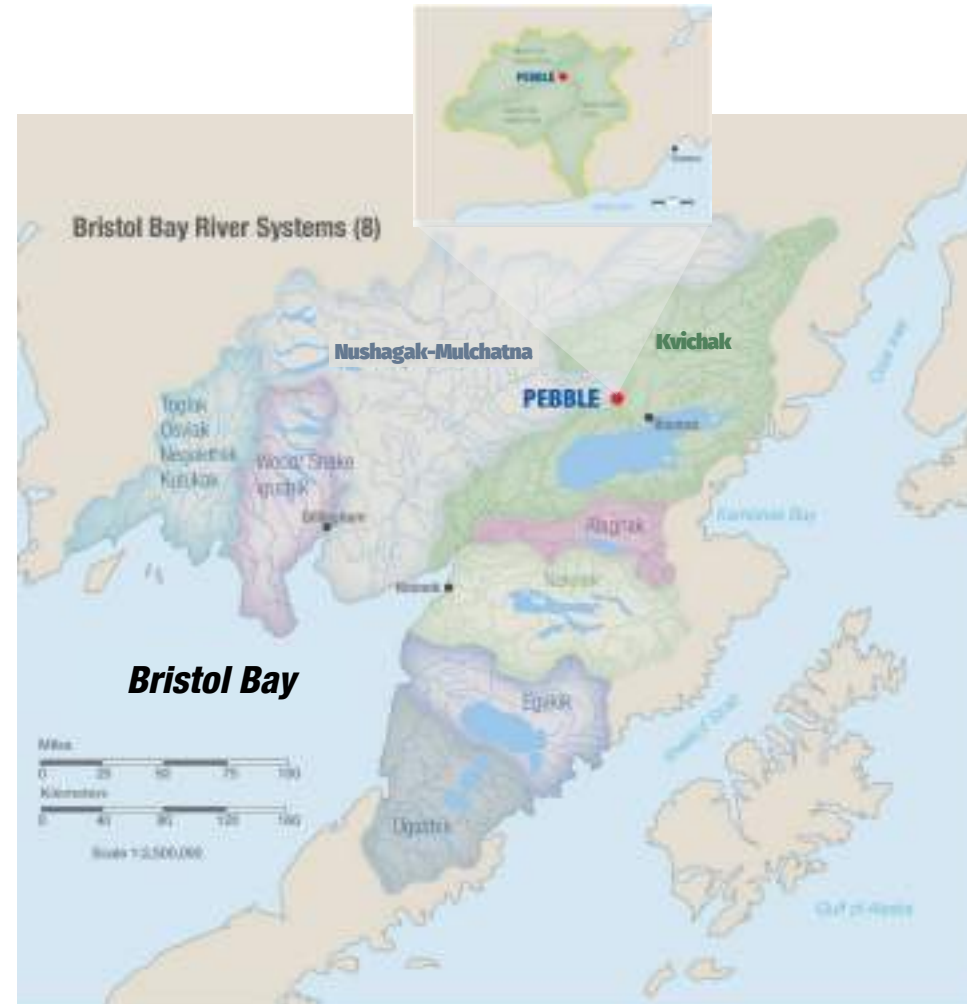 PEBBLE
Bristol Bay River Systems (8)
Nushagak-Mulchatna
Kvichak
PEBBLE
Togiak
Osviak
Negukthlik
Kulukak
Wood/ Snake
Igushik
Dillingham
Iliamna
Alagnak
Kamishak Bay
Naknek
Naknek
Bristol Bay
Egegik
Ugashik
Cook Inlet
Gulf of Alaska
Miles
0 25 50 75 100
Kilometers
0 40 80 120 160
Scale 1:2,500,000